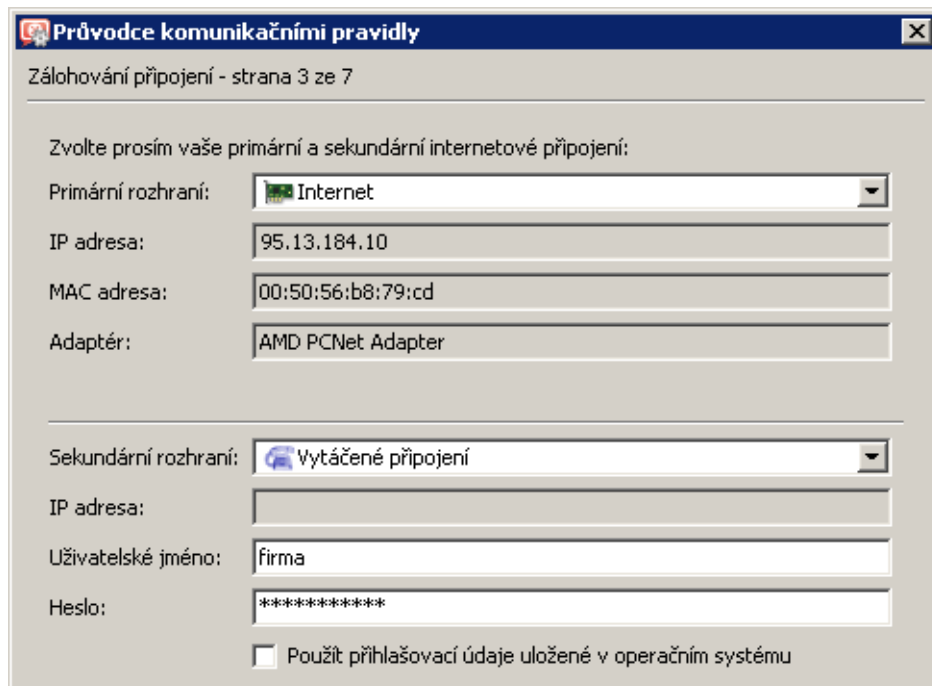 Průvodce komunikačními pravidly
Zálohování připojení - strana 3 ze 7
Zvolte prosím vaše primární a sekundární internetové připojení:
Primární rozhraní: Internet
IP adresa: 95.13.184.10
MAC adresa: 00:50:56:b8:79:cd
Adaptér: AMD PCNet Adapter
Sekundární rozhraní: Vytáčené připojení
IP adresa:
Uživatelské jméno: firma
Heslo: ***********
Použít přihlašovací údaje uložené v operačním systému